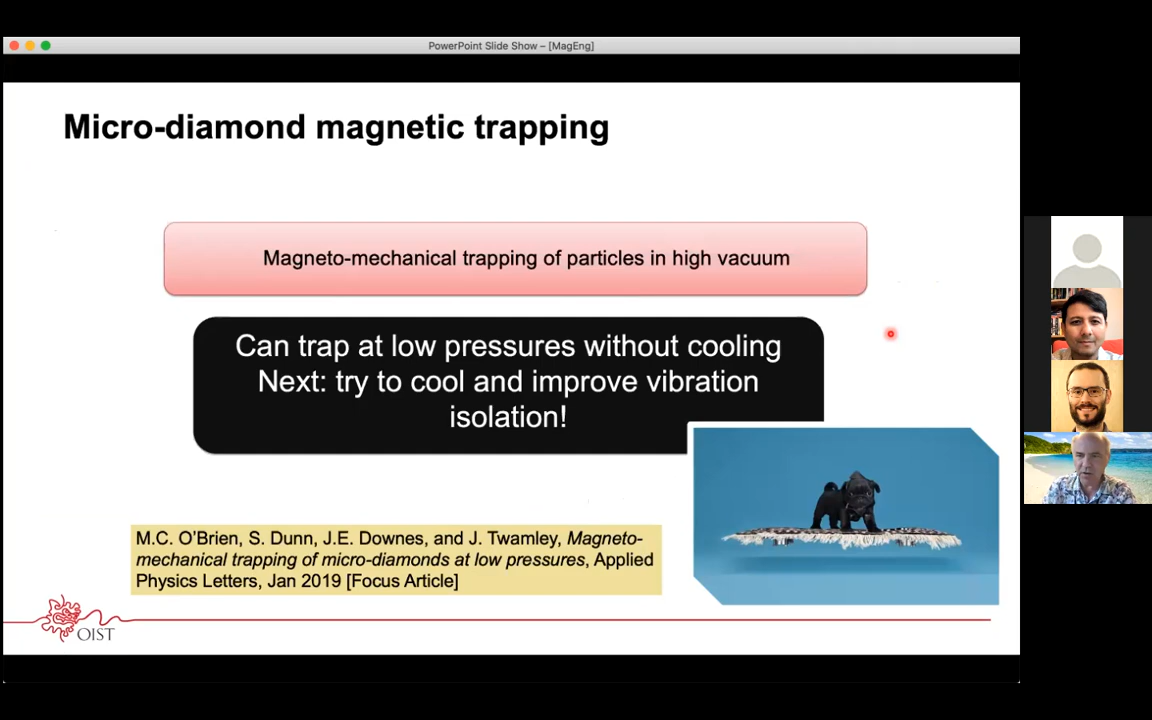 PowerPoint Slide Show – [MagEng]
Micro-diamond magnetic trapping
Magneto-mechanical trapping of particles in high vacuum
Can trap at low pressures without cooling
Next: try to cool and improve vibration
isolation!
M.C. O’Brien, S. Dunn, J.E. Downes, and J. Twamley, Magneto-
mechanical trapping of micro-diamonds at low pressures, Applied
Physics Letters, Jan 2019 [Focus Article]
OIST